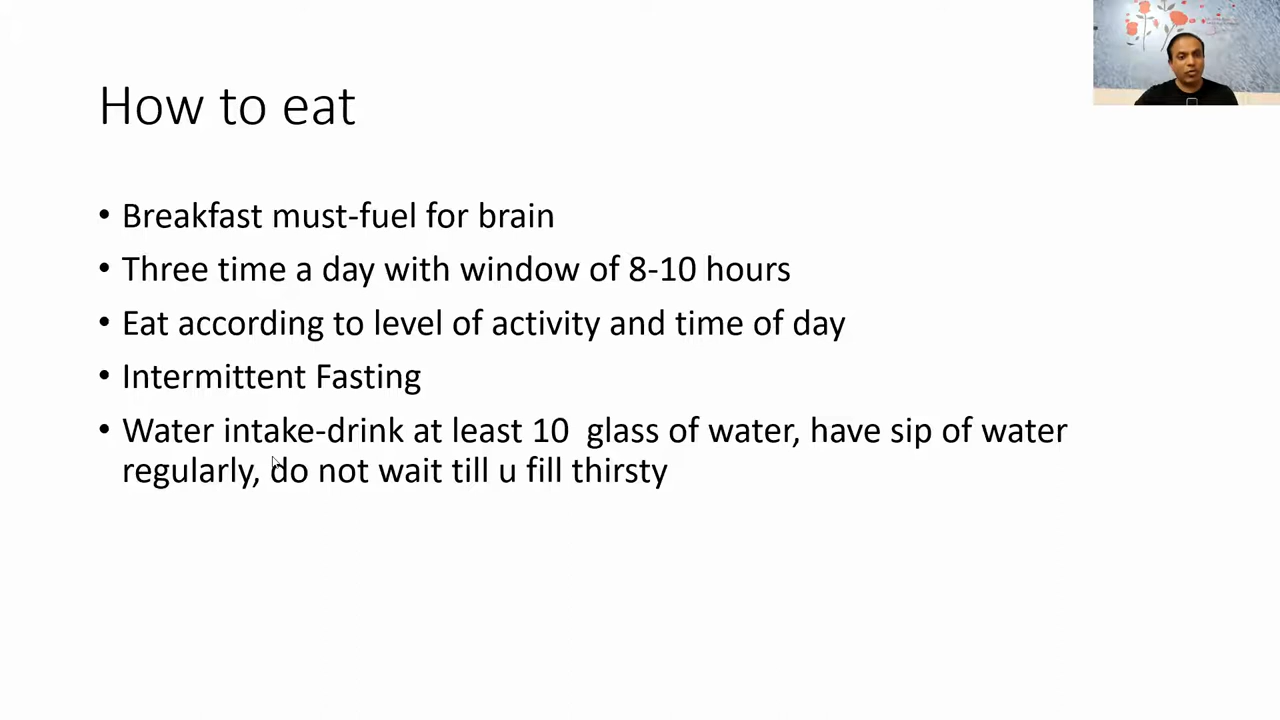 How to eat
• Breakfast must-fuel for brain
• Three time a day with window of 8-10 hours
• Eat according to level of activity and time of day
• Intermittent Fasting
• Water intake-drink at least 10  glass of water, have sip of water
regularly, do not wait till u fill thirsty